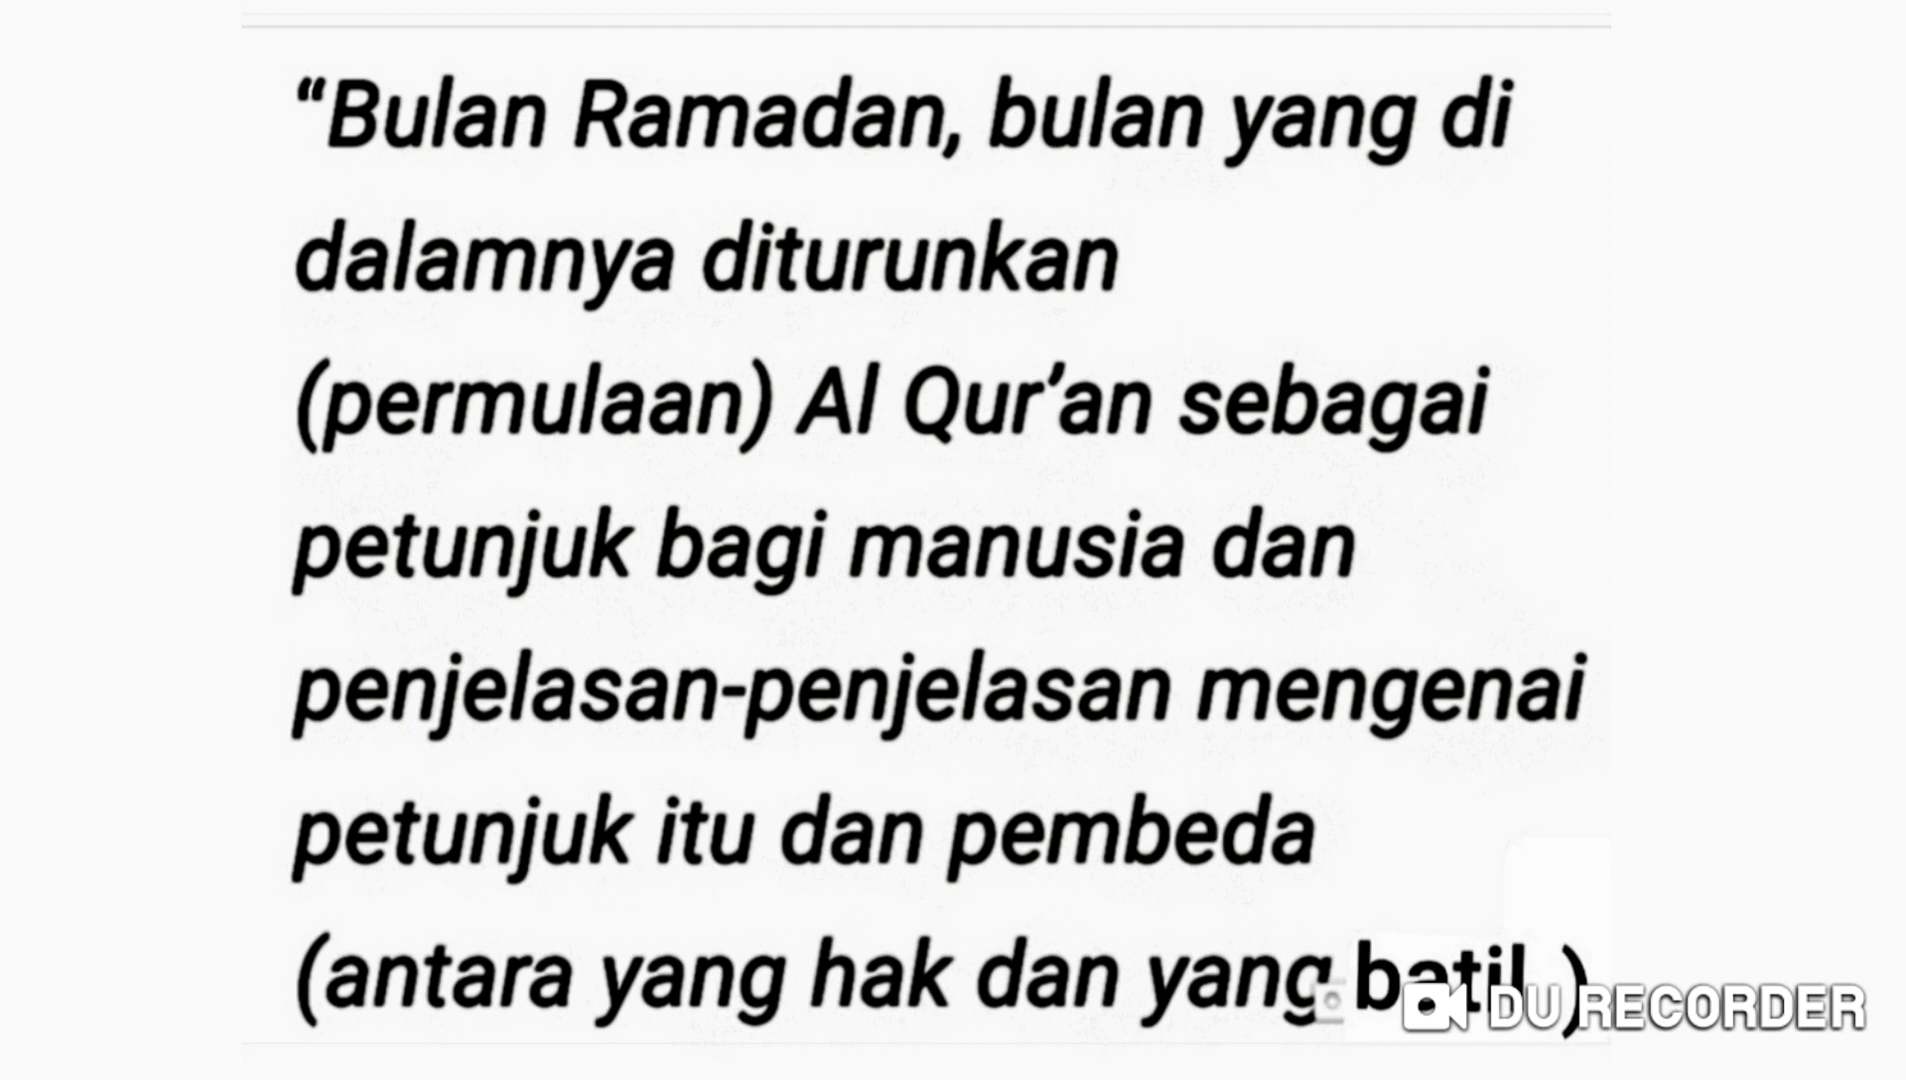 “Bulan Ramadan, bulan yang di
dalamnya diturunkan
(permulaan) Al Qur’an sebagai
petunjuk bagi manusia dan
penjelasan-penjelasan mengenai
petunjuk itu dan pembeda
(antara yang hak dan yang batil )
DU RECORDER